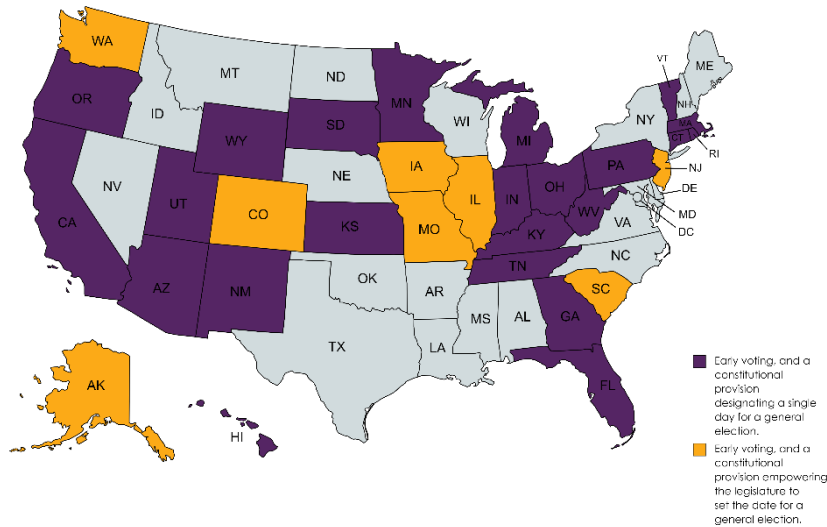 WA
MT
ND
MN
VT
ME
OR
ID
SD
WI
MI
NY
NH
MA
CT
RI
WY
NE
IA
PA
NJ
NV
UT
CO
KS
MO
IL
IN
OH
WV
VA
DE
MD
DC
CA
KY
AZ
NM
OK
AR
TN
NC
SC
TX
LA
MS
AL
GA
FL
AK
HI
Early voting, and a
constitutional
provision
designating a single
day for a general
election.
Early voting, and a
constitutional
provision empowering
the legislature to
set the date for a
general election.